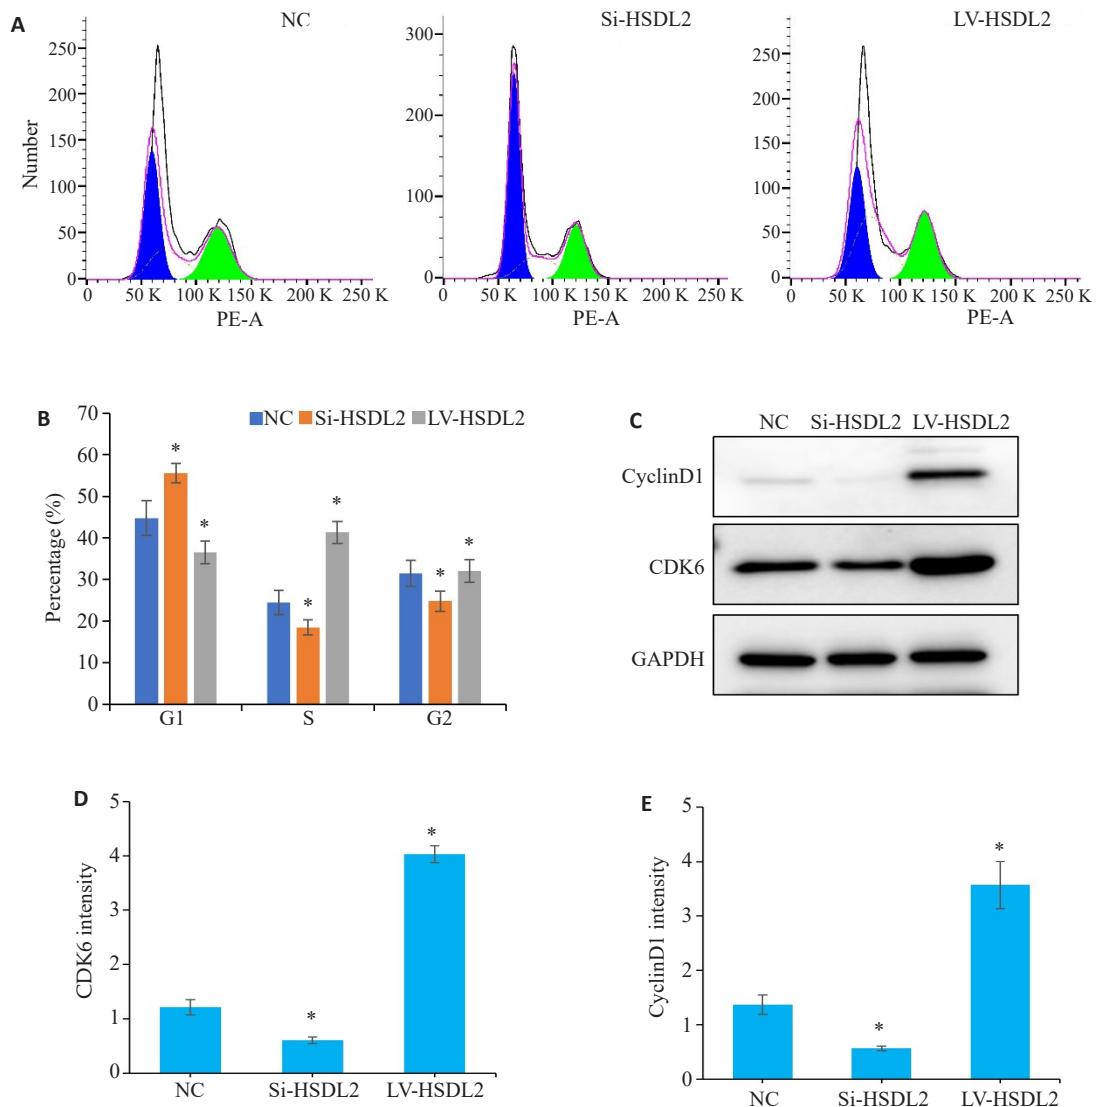 A
NC
Si-HSDL2
LV-HSDL2
Number
250
200
150
100
50
0
0 50 K 100 K 150 K 200 K 250 K
PE-A
300
200
100
0
0 50 K 100 K 150 K 200 K 250 K
PE-A
250
200
150
100
50
0
0 50 K 100 K 150 K 200 K 250 K
PE-A
B
NC Si-HSDL2 LV-HSDL2
Percentage (%)
70
60
50
40
30
20
10
0
* * * * * *
G1 S G2
C
NC Si-HSDL2 LV-HSDL2
CyclinD1
CDK6
GAPDH
D
CDK6 intensity
5
4
3
2
1
0
* *
NC Si-HSDL2 LV-HSDL2
E
CyclinD1 intensity
5
4
3
2
1
0
* *
NC Si-HSDL2 LV-HSDL2